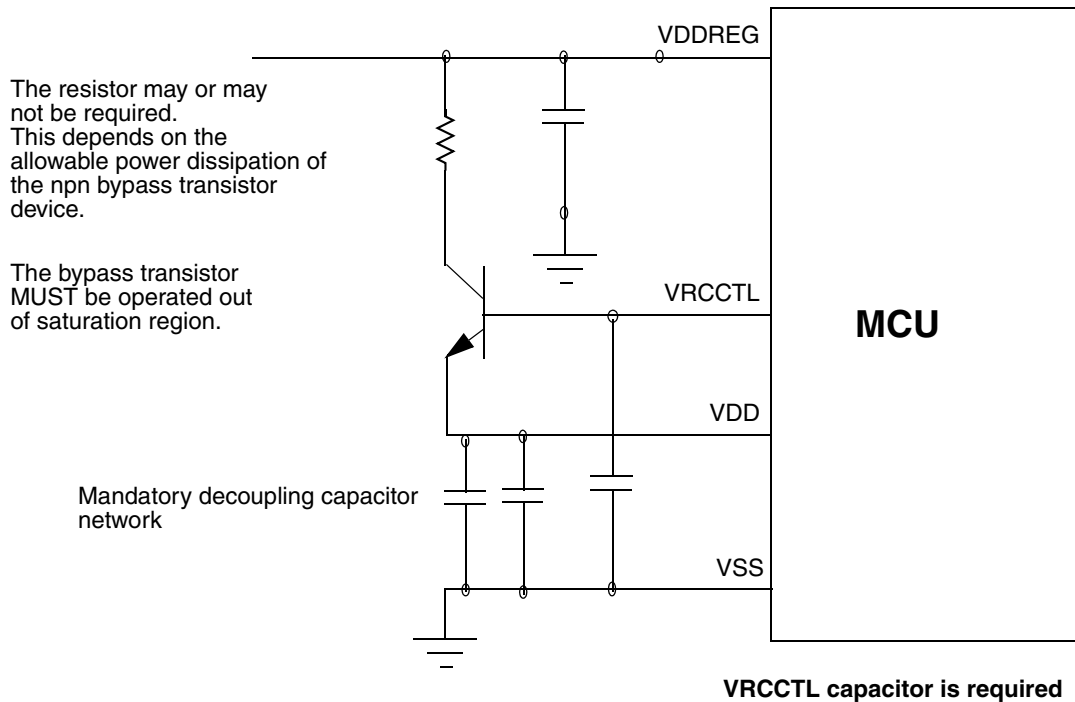 VDDREG
The resistor may or may
not be required.
This depends on the
allowable power dissipation of
the npn bypass transistor
device.
The bypass transistor
MUST be operated out
of saturation region.
VRCCTL
MCU
VDD
Mandatory decoupling capacitor
network
VSS
VRCCTL capacitor is required